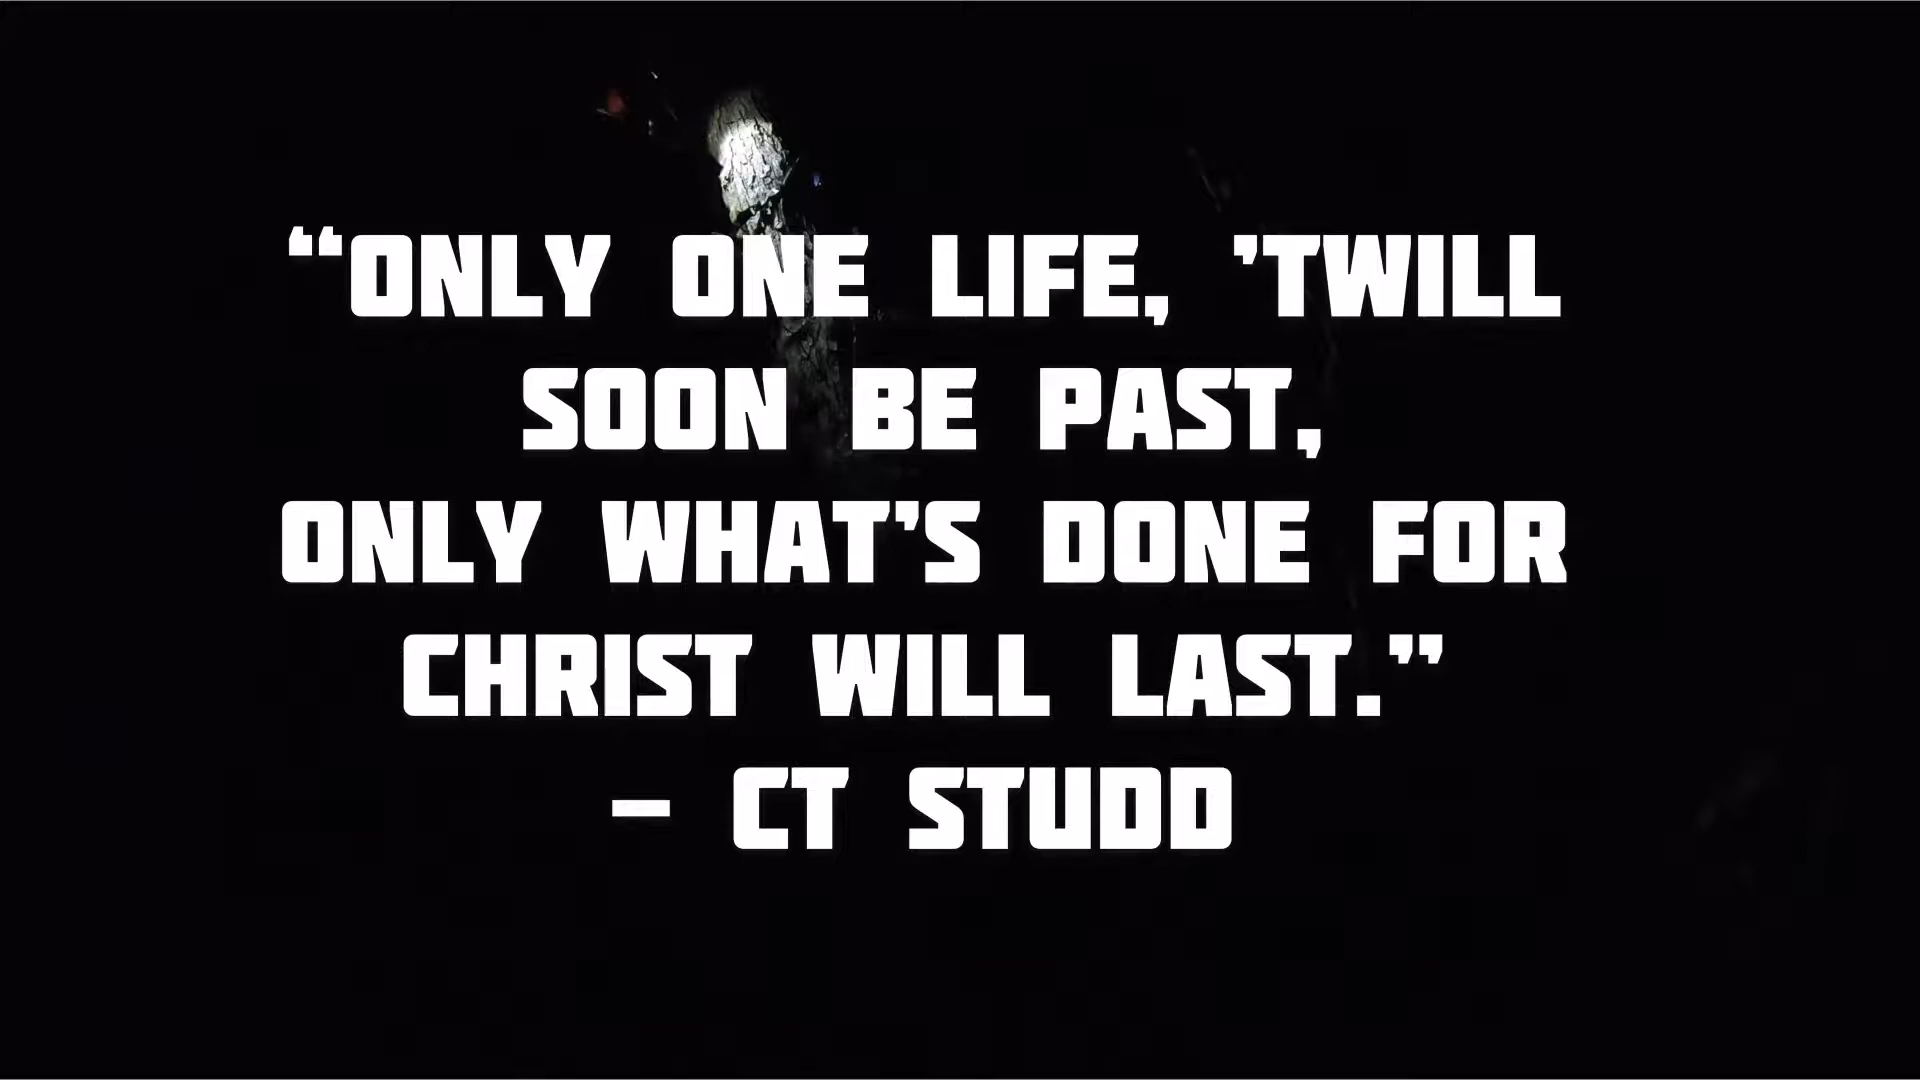 “ONLY ONE LIFE, ’TWILL
SOON BE PAST,
ONLY WHAT’S DONE FOR
CHRIST WILL LAST.”
– CT STUDD